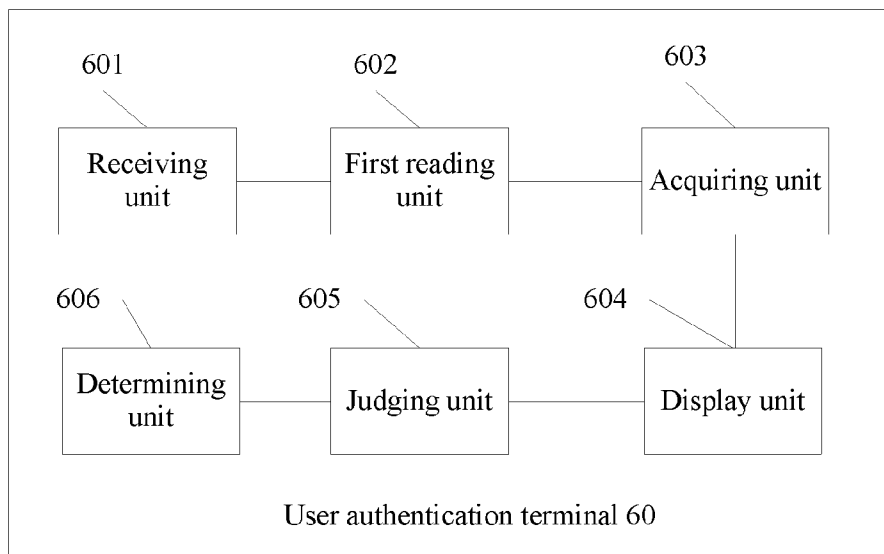 601
602
603
Receiving
unit
First reading
unit
Acquiring unit
606
605
604
Determining
unit
Judging unit
Display unit
User authentication terminal 60